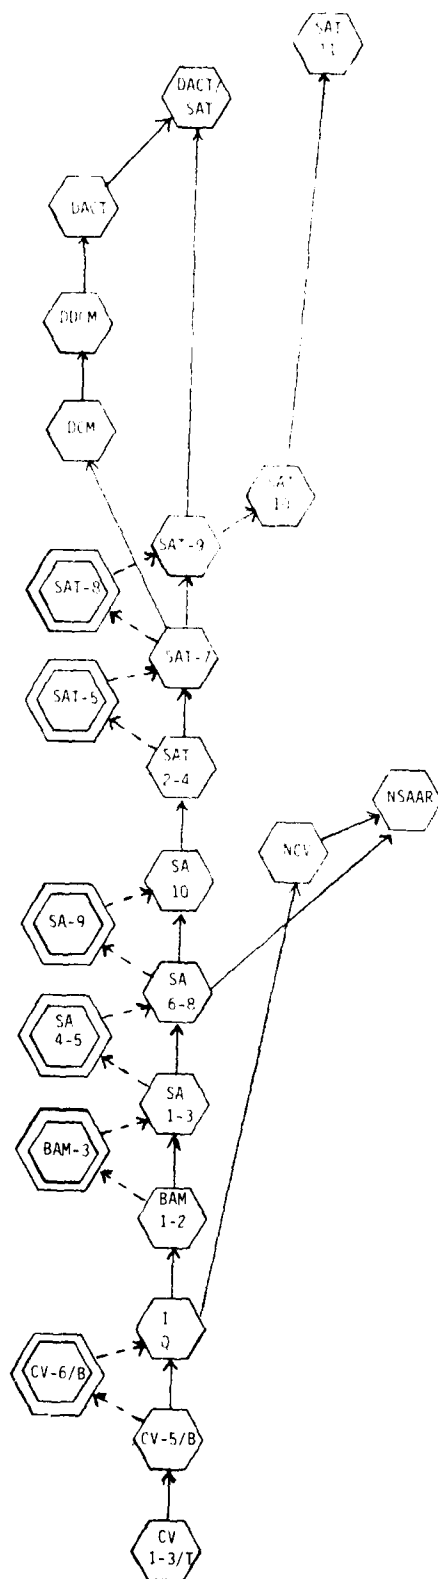 SAT
11
DACT/
SAT
DACT
DDCM
DCM
SAT
10
SAT-9
SAT-8
SAT-7
SAT-5
SAT
2-4
NSAAR
NCV
SA
10
SA-9
SA
6-8
SA
4-5
SA
1-3
BAM-3
BAM
1-2
I
Q
CV-6/B
CV-5/B
CV
1-3/T